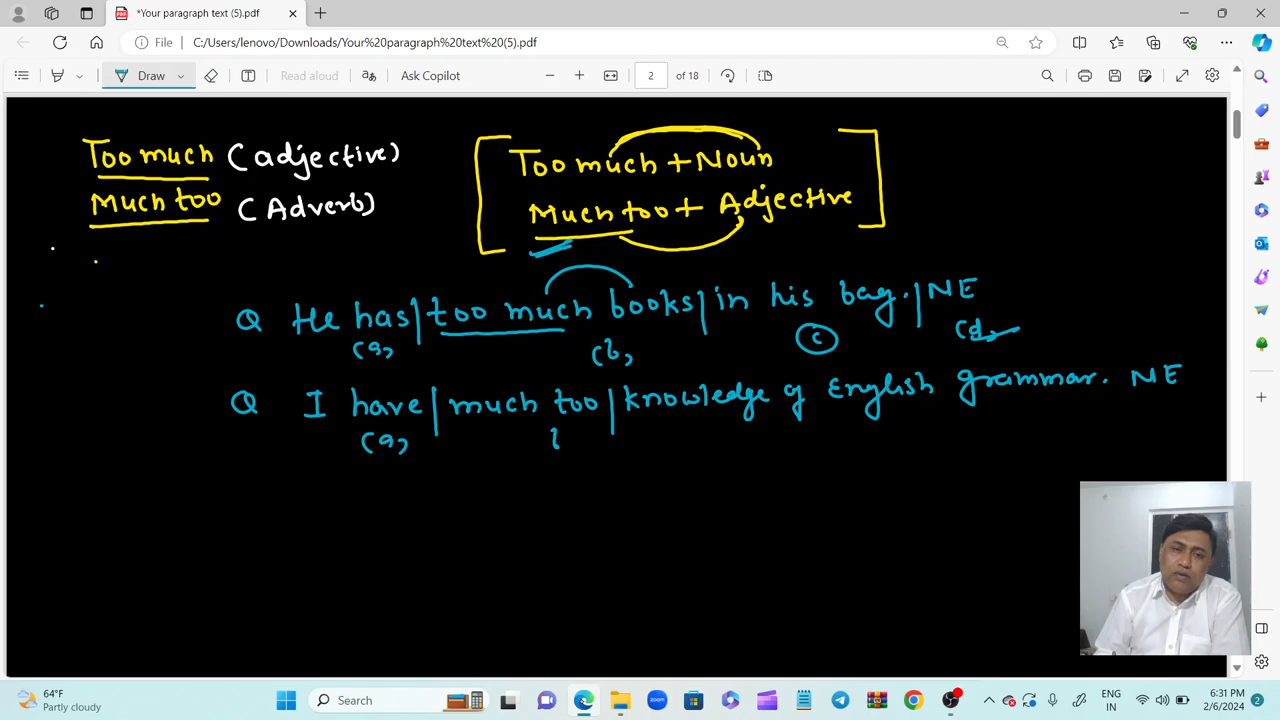 *Your paragraph text (5).pdf
File
C:/Users/lenovo/Downloads/Your%20paragraph%20text%20(5).pdf
Draw
Read aloud
Ask Copilot
2 of 18
Too much (adjective)
Much too (Adverb)
Too much + Noun
Much too + Adjective
Q He has | too much books | in his bag. | NE
(a) (b) (c) (d)
Q I have | much too | knowledge of English grammar. NE
(a)
64°F
Partly cloudy
Search
zoom
ENG
IN
6:31 PM
2/6/2024
2